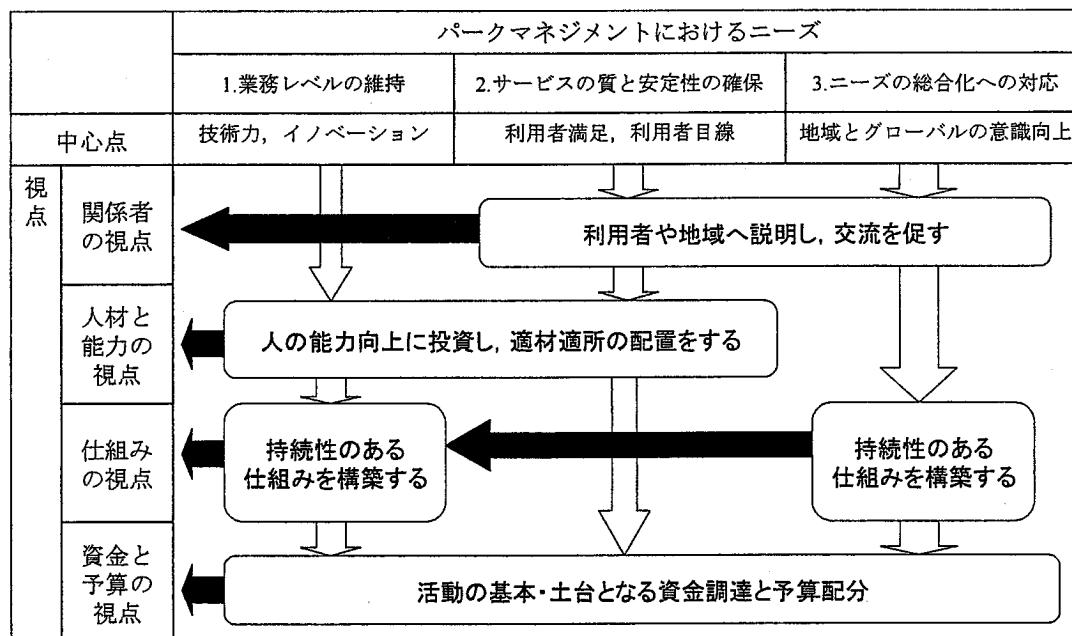 パークマネジメントにおけるニーズ
1.業務レベルの維持
2.サービスの質と安定性の確保
3.ニーズの総合化への対応
中心点
技術力，イノベーション
利用者満足，利用者目線
地域とグローバルの意識向上
視点
関係者
の視点
利用者や地域へ説明し，交流を促す
人材と
能力の
視点
人の能力向上に投資し，適材適所の配置をする
仕組み
の視点
持続性のある
仕組みを構築する
持続性のある
仕組みを構築する
資金と
予算の
視点
活動の基本・土台となる資金調達と予算配分